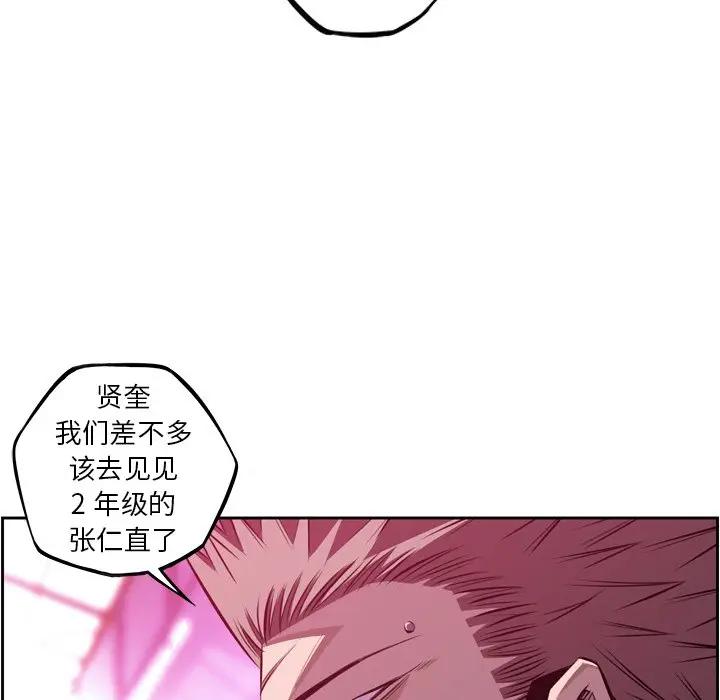 贤奎
我们差不多
该去见见
2 年级的
张仁直了